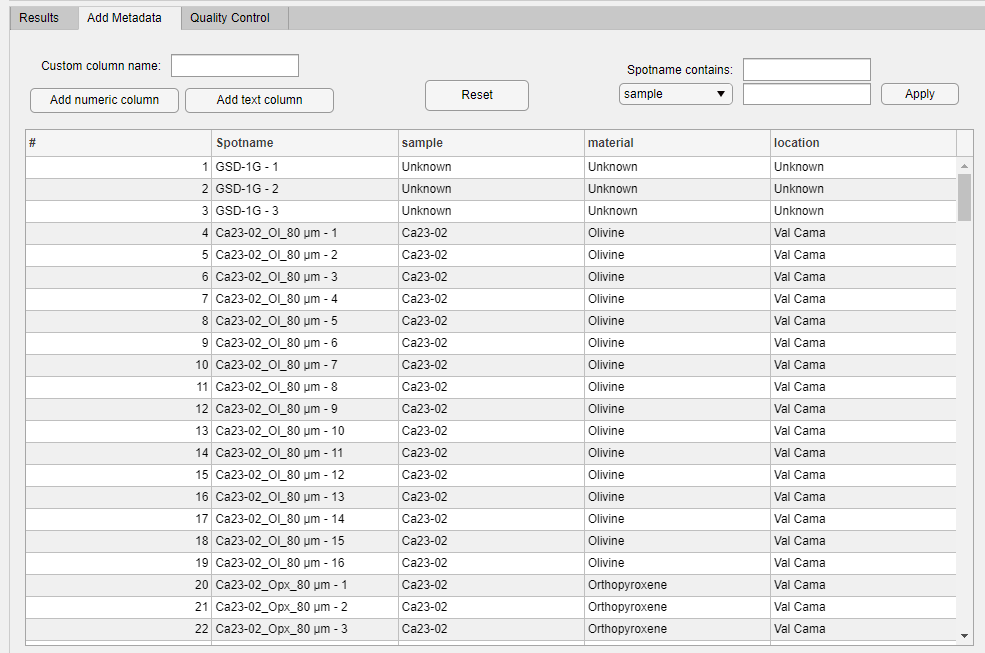 Results Add Metadata Quality Control
Custom column name:
Spotname contains:
Add numeric column Add text column Reset sample Apply
# Spotname sample material location
1 GSD-1G - 1 Unknown Unknown Unknown
2 GSD-1G - 2 Unknown Unknown Unknown
3 GSD-1G - 3 Unknown Unknown Unknown
4 Ca23-02_Ol_80 µm - 1 Ca23-02 Olivine Val Cama
5 Ca23-02_Ol_80 µm - 2 Ca23-02 Olivine Val Cama
6 Ca23-02_Ol_80 µm - 3 Ca23-02 Olivine Val Cama
7 Ca23-02_Ol_80 µm - 4 Ca23-02 Olivine Val Cama
8 Ca23-02_Ol_80 µm - 5 Ca23-02 Olivine Val Cama
9 Ca23-02_Ol_80 µm - 6 Ca23-02 Olivine Val Cama
10 Ca23-02_Ol_80 µm - 7 Ca23-02 Olivine Val Cama
11 Ca23-02_Ol_80 µm - 8 Ca23-02 Olivine Val Cama
12 Ca23-02_Ol_80 µm - 9 Ca23-02 Olivine Val Cama
13 Ca23-02_Ol_80 µm - 10 Ca23-02 Olivine Val Cama
14 Ca23-02_Ol_80 µm - 11 Ca23-02 Olivine Val Cama
15 Ca23-02_Ol_80 µm - 12 Ca23-02 Olivine Val Cama
16 Ca23-02_Ol_80 µm - 13 Ca23-02 Olivine Val Cama
17 Ca23-02_Ol_80 µm - 14 Ca23-02 Olivine Val Cama
18 Ca23-02_Ol_80 µm - 15 Ca23-02 Olivine Val Cama
19 Ca23-02_Ol_80 µm - 16 Ca23-02 Olivine Val Cama
20 Ca23-02_Opx_80 µm - 1 Ca23-02 Orthopyroxene Val Cama
21 Ca23-02_Opx_80 µm - 2 Ca23-02 Orthopyroxene Val Cama
22 Ca23-02_Opx_80 µm - 3 Ca23-02 Orthopyroxene Val Cama